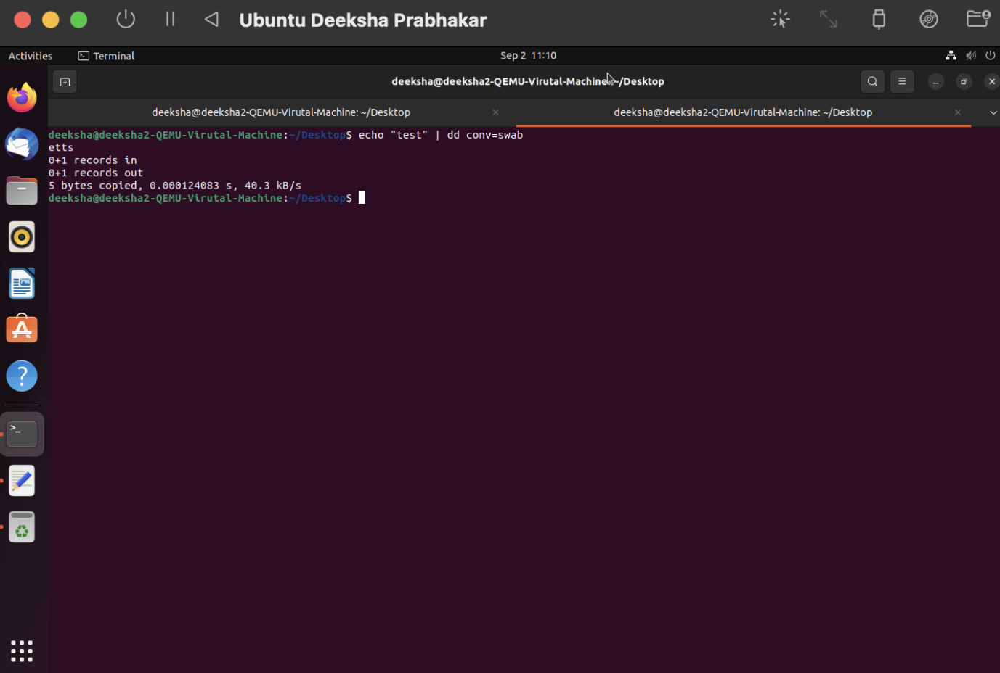 Ubuntu Deeksha Prabhakar
Activities Terminal Sep 2 11:10
deeksha@deeksha2-QEMU-Virutal-Machine: ~/Desktop
deeksha@deeksha2-QEMU-Virutal-Machine: ~/Desktop deeksha@deeksha2-QEMU-Virutal-Machine: ~/Desktop
deeksha@deeksha2-QEMU-Virutal-Machine:~/Desktop$ echo "test" | dd conv=swab
etts
0+1 records in
0+1 records out
5 bytes copied, 0.000124083 s, 40.3 kB/s
deeksha@deeksha2-QEMU-Virutal-Machine:~/Desktop$